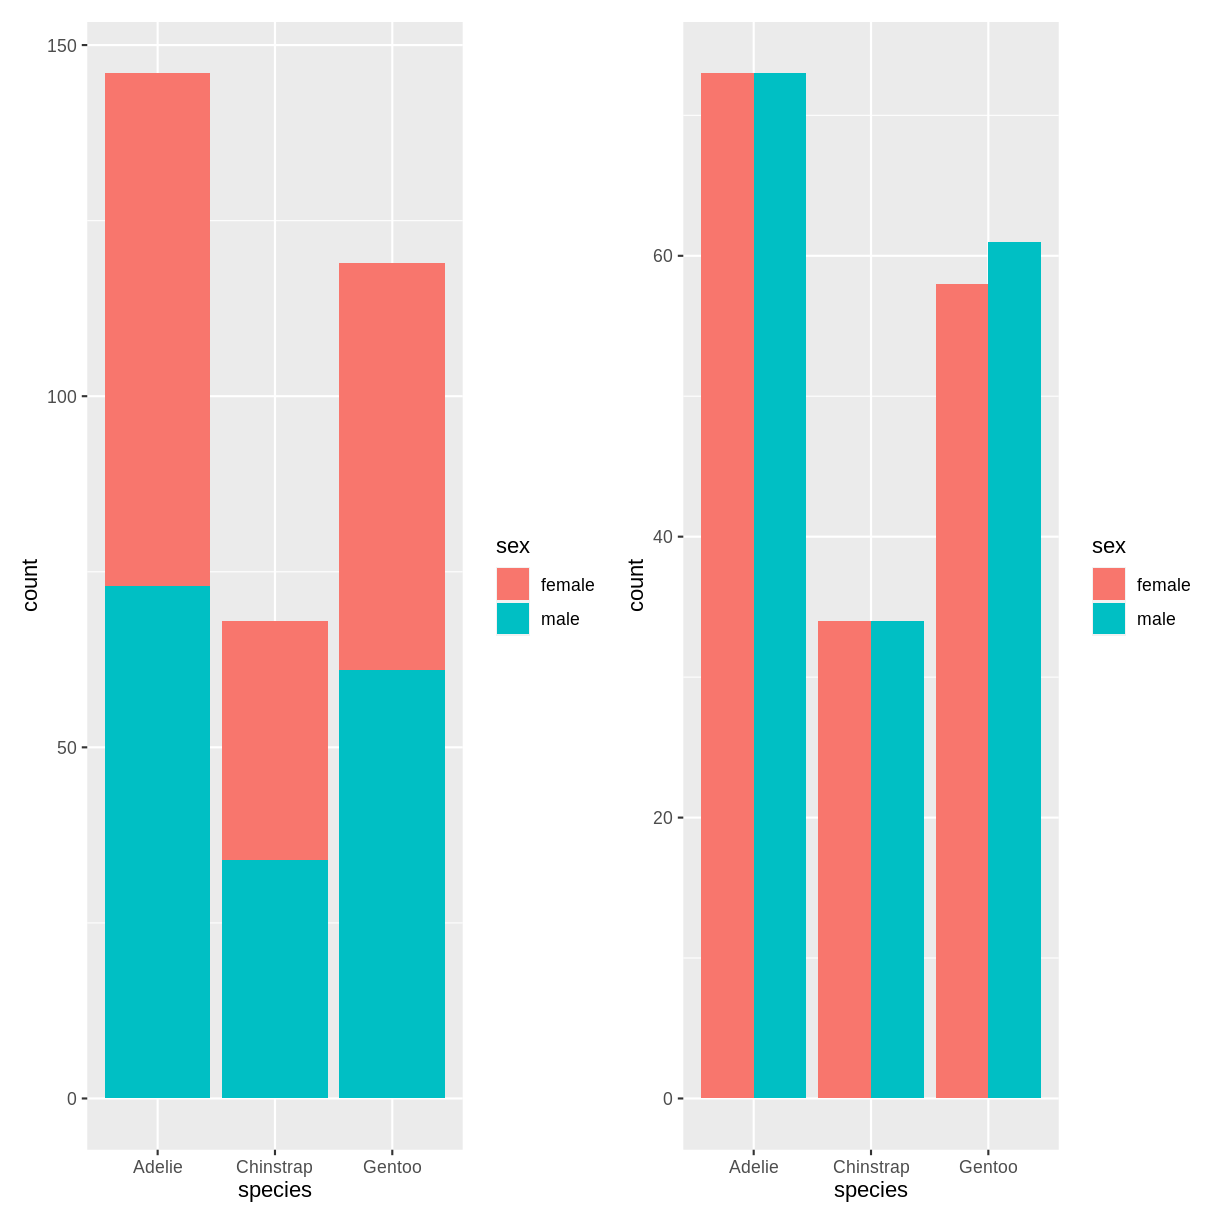 150
100
50
0
count
Adelie Chinstrap Gentoo
species
sex
female
male
60
40
20
0
count
Adelie Chinstrap Gentoo
species
sex
female
male